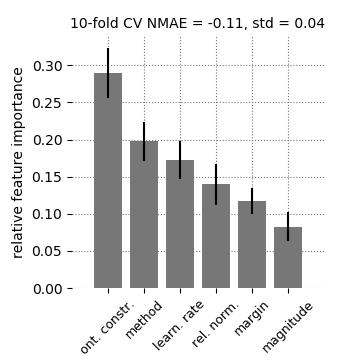 10-fold CV NMAE = -0.11, std = 0.04
relative feature importance
0.30
0.25
0.20
0.15
0.10
0.05
0.00
ont. constr.
method
learn. rate
rel. norm.
margin
magnitude